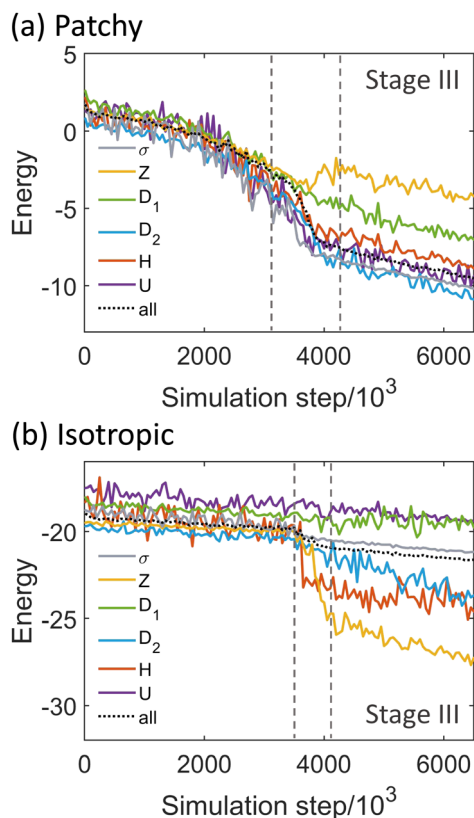 (a) Patchy
5
Stage III
0
σ
Z
D₁
-5
D₂
H
U
-10
all
0 2000 4000 6000
Simulation step/10³
Energy
(b) Isotropic
-20
σ
Z
D₁
-25
D₂
H
U
-30
all
Stage III
0 2000 4000 6000
Simulation step/10³
Energy